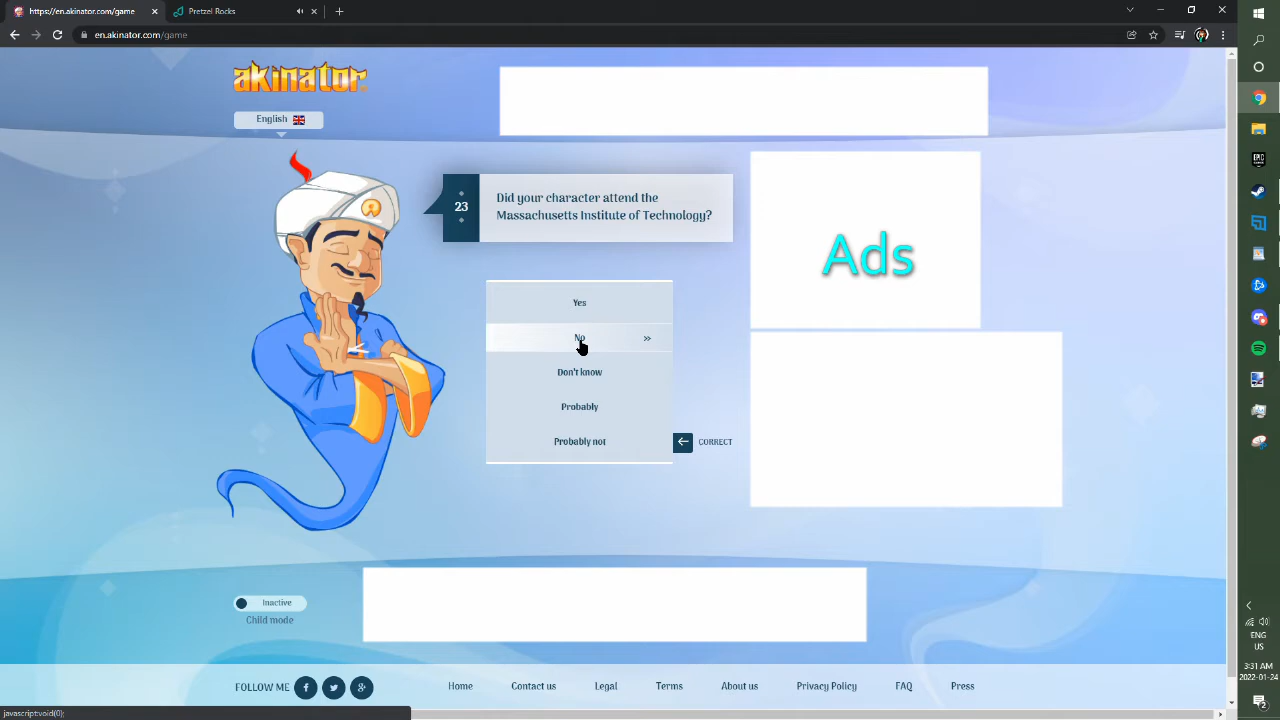 https://en.akinator.com/game
Pretzel Rocks
en.akinator.com/game
akinator
English
23
Did your character attend the
Massachusetts Institute of Technology?
Ads
Yes
No
Don't know
Probably
Probably not
CORRECT
Inactive
Child mode
FOLLOW ME
Home
Contact us
Legal
Terms
About us
Privacy Policy
FAQ
Press
javascript:void(0);
EPIC
GAMES
ENG
US
3:31 AM
2022-01-24
2